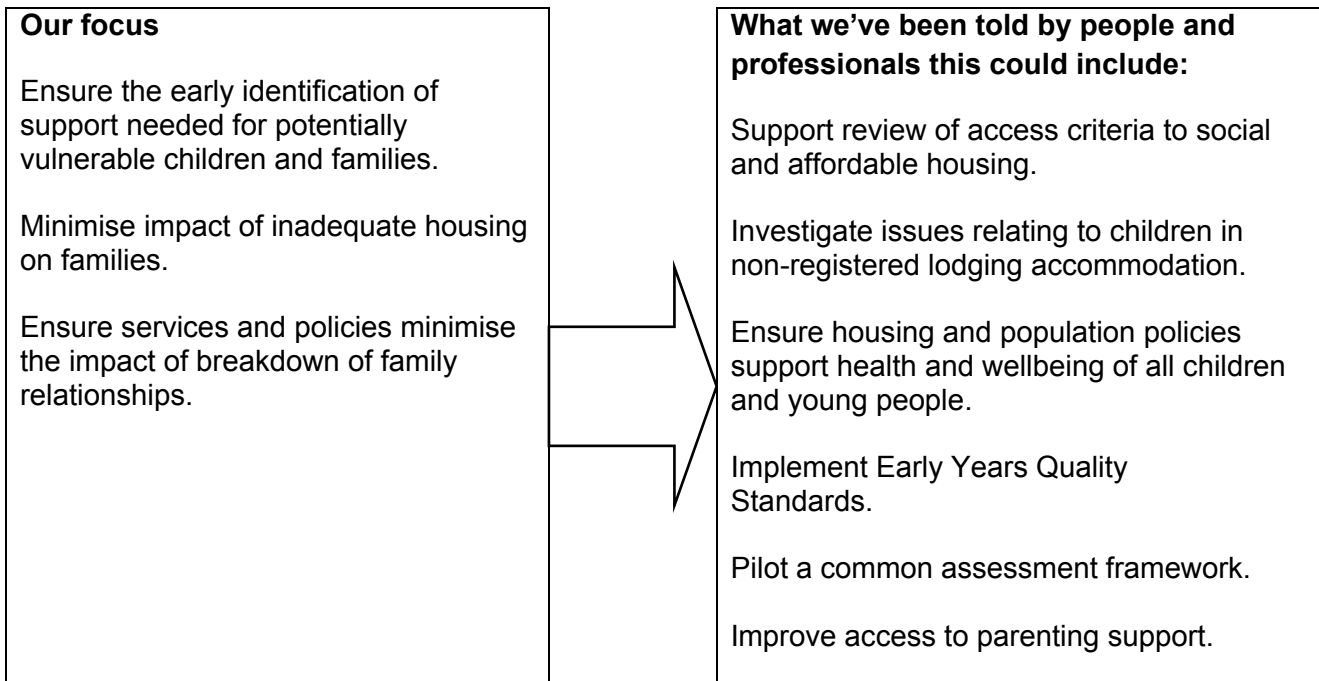 Our focus
Ensure the early identification of
support needed for potentially
vulnerable children and families.
Minimise impact of inadequate housing
on families.
Ensure services and policies minimise
the impact of breakdown of family
relationships.
What we’ve been told by people and
professionals this could include:
Support review of access criteria to social
and affordable housing.
Investigate issues relating to children in
non-registered lodging accommodation.
Ensure housing and population policies
support health and wellbeing of all children
and young people.
Implement Early Years Quality
Standards.
Pilot a common assessment framework.
Improve access to parenting support.